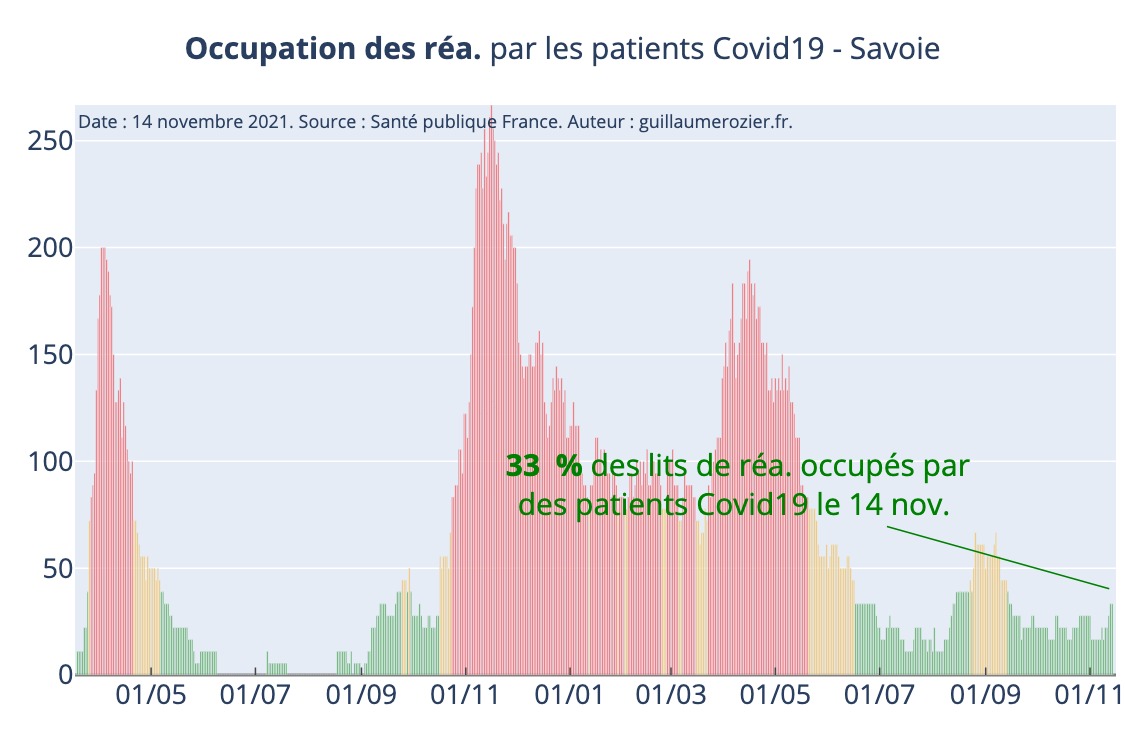 Occupation des réa. par les patients Covid19 - Savoie
Date : 14 novembre 2021. Source : Santé publique France. Auteur : guillaumerozier.fr.
250
200
150
100
50
0
33 % des lits de réa. occupés par
des patients Covid19 le 14 nov.
01/05 01/07 01/09 01/11 01/01 01/03 01/05 01/07 01/09 01/11